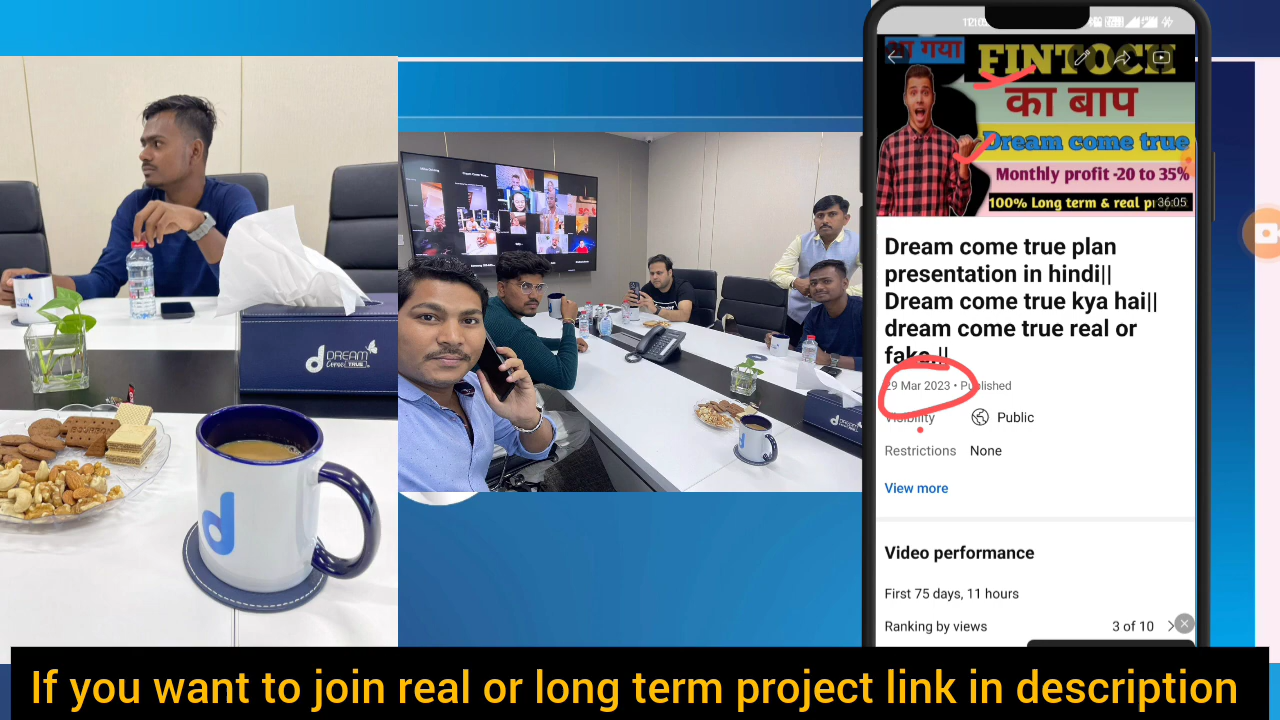 DREAM
Come TRUE
d
आ गया
FINTOCH
का बाप
Dream come true
Monthly profit -20 to 35%
100% Long term & real pr
36:05
Dream come true plan
presentation in hindi||
Dream come true kya hai||
dream come true real or
fake ||
29 Mar 2023 • Published
Visibility
Public
Restrictions
None
View more
Video performance
First 75 days, 11 hours
Ranking by views
3 of 10
If you want to join real or long term project link in description